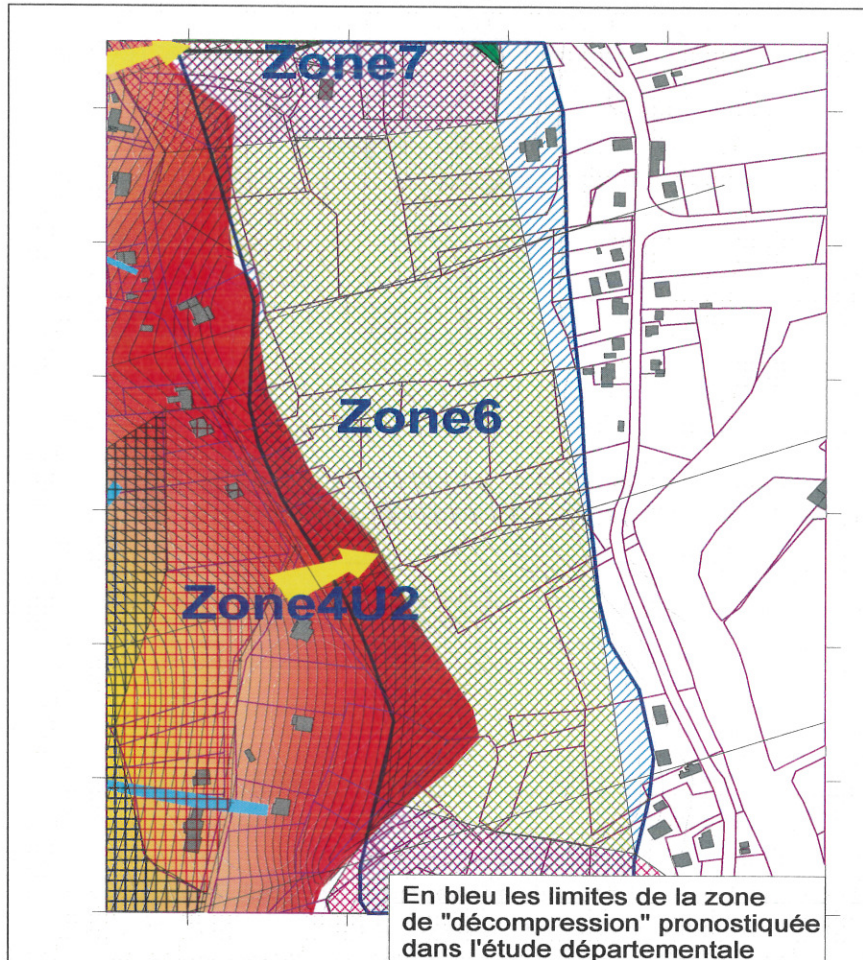 Zone7
Zone6
Zone4U2
En bleu les limites de la zone
de "décompression" pronostiquée
dans l'étude départementale